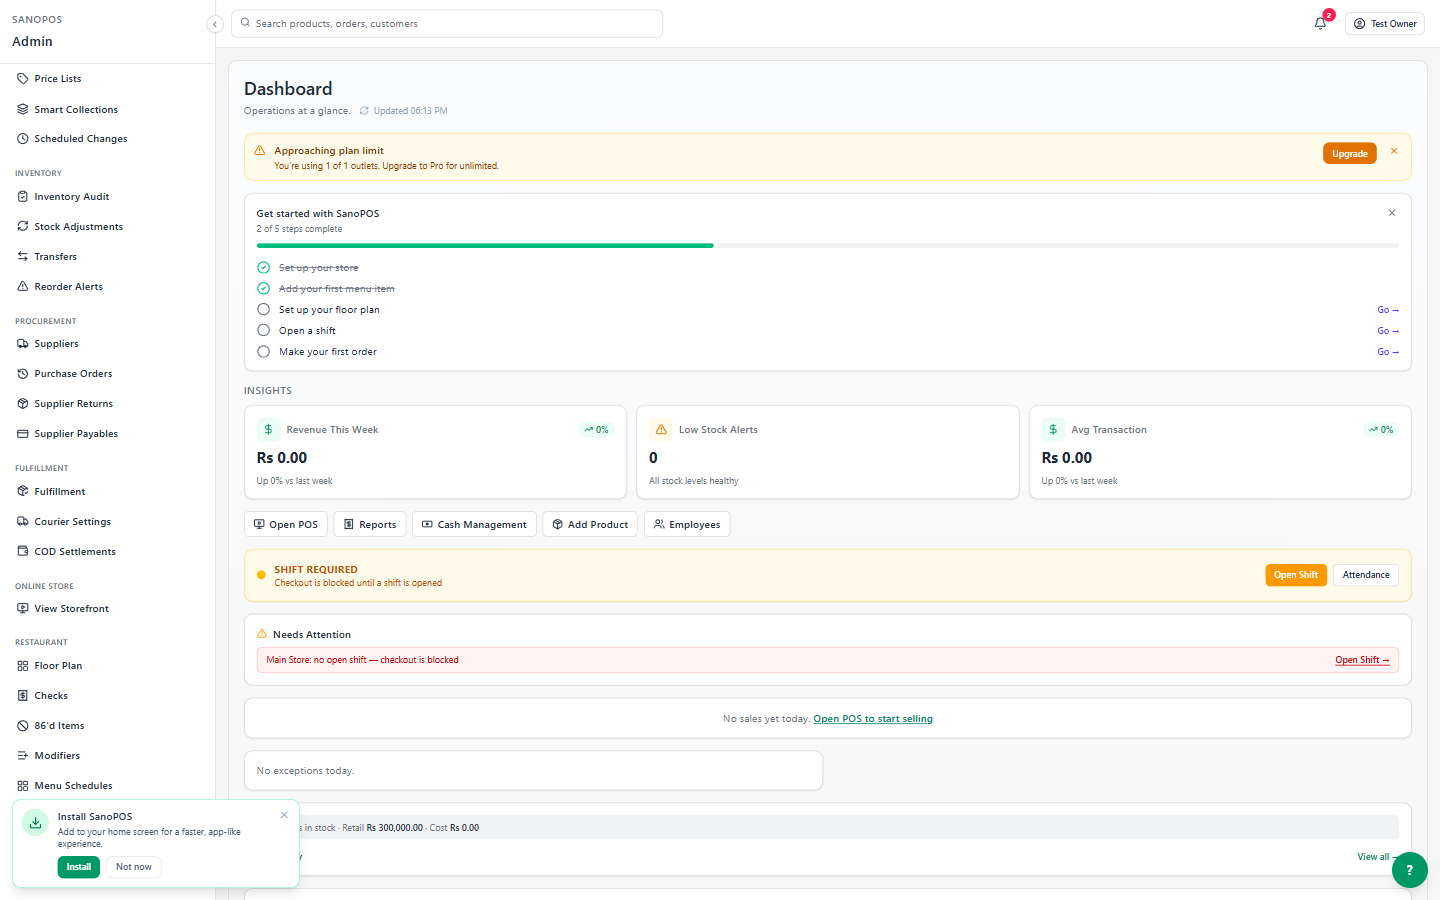 SANOPOS
Admin
Search products, orders, customers
2
Test Owner
Price Lists
Smart Collections
Scheduled Changes
INVENTORY
Inventory Audit
Stock Adjustments
Transfers
Reorder Alerts
PROCUREMENT
Suppliers
Purchase Orders
Supplier Returns
Supplier Payables
FULFILLMENT
Fulfillment
Courier Settings
COD Settlements
ONLINE STORE
View Storefront
RESTAURANT
Floor Plan
Checks
86'd Items
Modifiers
Menu Schedules
Dashboard
Operations at a glance. Updated 06:13 PM
Approaching plan limit
You're using 1 of 1 outlets. Upgrade to Pro for unlimited.
Upgrade
Get started with SanoPOS
2 of 5 steps complete
Set up your store
Add your first menu item
Set up your floor plan Go →
Open a shift Go →
Make your first order Go →
INSIGHTS
Revenue This Week 0%
Rs 0.00
Up 0% vs last week
Low Stock Alerts
0
All stock levels healthy
Avg Transaction 0%
Rs 0.00
Up 0% vs last week
Open POS
Reports
Cash Management
Add Product
Employees
SHIFT REQUIRED
Checkout is blocked until a shift is opened
Open Shift
Attendance
Needs Attention
Main Store: no open shift — checkout is blocked Open Shift →
No sales yet today. Open POS to start selling
No exceptions today.
s in stock · Retail Rs 300,000.00 · Cost Rs 0.00
View all →
?
Install SanoPOS
Add to your home screen for a faster, app-like
experience.
Install
Not now